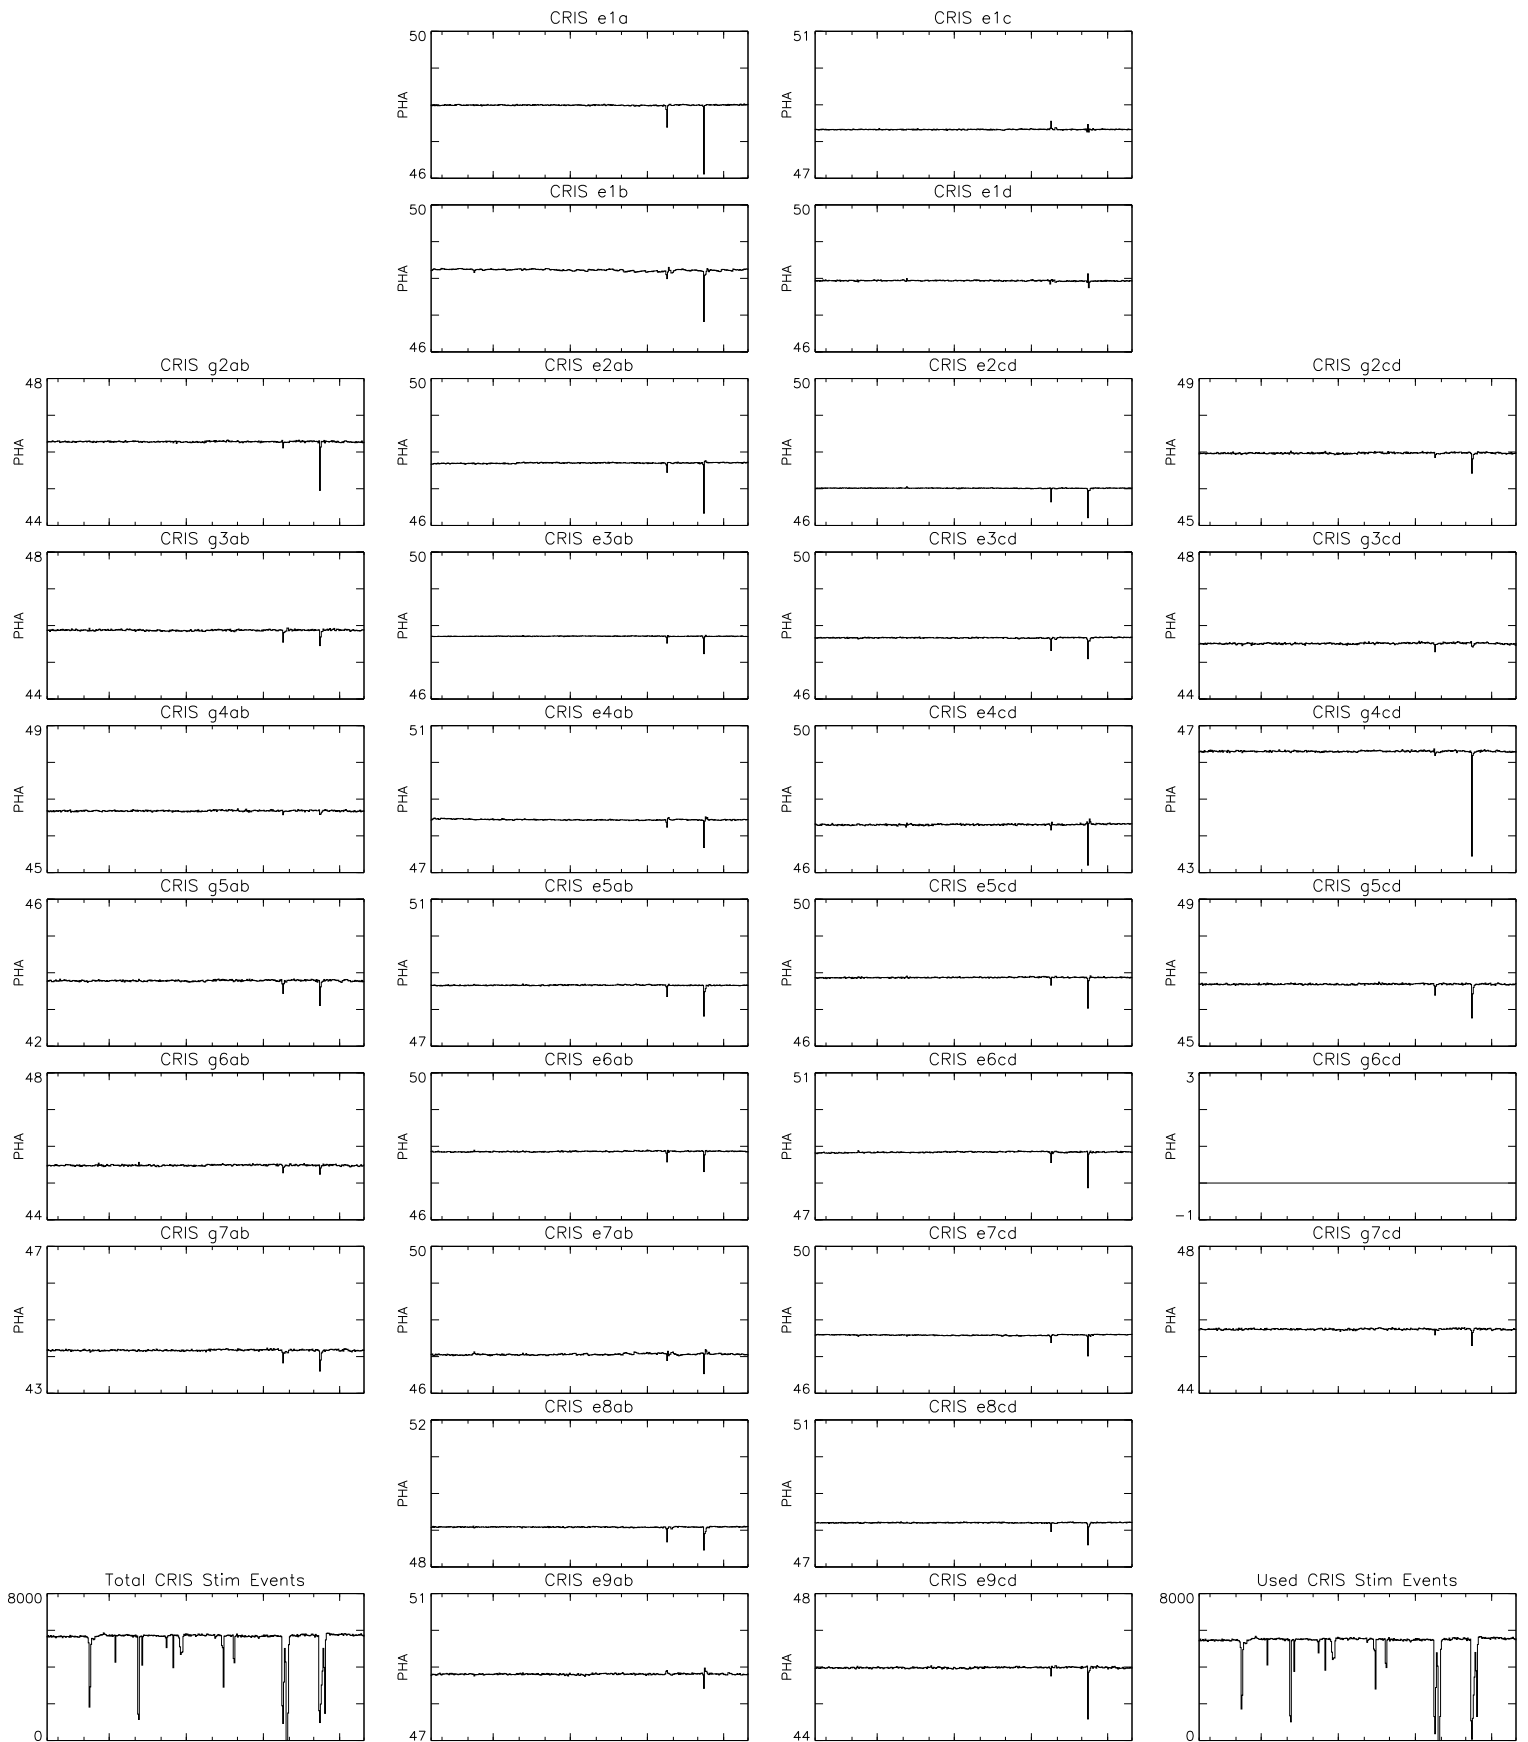 CRIS e1a
50
PHA
46
CRIS e1c
51
PHA
47
CRIS e1b
50
PHA
46
CRIS e1d
50
PHA
46
CRIS g2ab
48
PHA
44
CRIS e2ab
50
PHA
46
CRIS e2cd
50
PHA
46
CRIS g2cd
49
PHA
45
CRIS g3ab
48
PHA
44
CRIS e3ab
50
PHA
46
CRIS e3cd
50
PHA
46
CRIS g3cd
48
PHA
44
CRIS g4ab
49
PHA
45
CRIS e4ab
51
PHA
47
CRIS e4cd
50
PHA
46
CRIS g4cd
47
PHA
43
CRIS g5ab
46
PHA
42
CRIS e5ab
51
PHA
47
CRIS e5cd
50
PHA
46
CRIS g5cd
49
PHA
45
CRIS g6ab
48
PHA
44
CRIS e6ab
50
PHA
46
CRIS e6cd
51
PHA
47
CRIS g6cd
3
PHA
−1
CRIS g7ab
47
PHA
43
CRIS e7ab
50
PHA
46
CRIS e7cd
50
PHA
46
CRIS g7cd
48
PHA
44
CRIS e8ab
52
PHA
48
CRIS e8cd
51
PHA
47
Total CRIS Stim Events
8000
0
CRIS e9ab
51
PHA
47
CRIS e9cd
48
PHA
44
Used CRIS Stim Events
8000
0